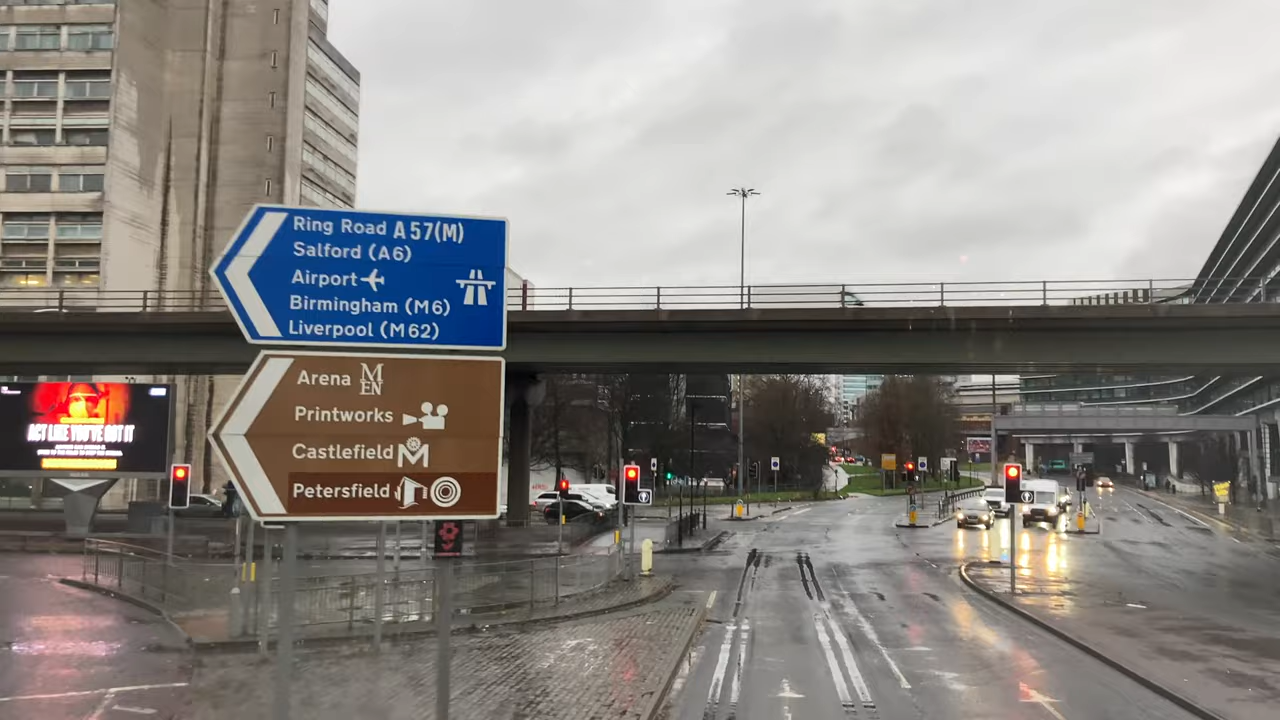 Ring Road A57(M)
Salford (A6)
Airport
Birmingham (M6)
Liverpool (M62)
Arena MEN
Printworks
Castlefield M
Petersfield
ACT LIKE YOU'VE GOT IT